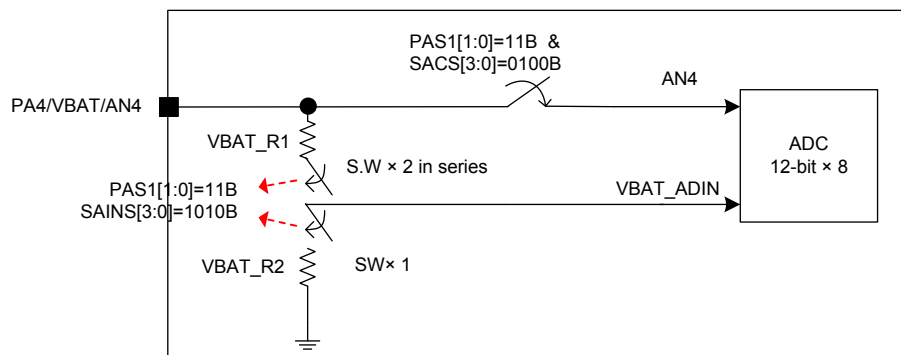 PAS1[1:0]=11B &
SACS[3:0]=0100B
AN4
PA4/VBAT/AN4
VBAT_R1
ADC
12-bit × 8
S.W × 2 in series
PAS1[1:0]=11B
SAINS[3:0]=1010B
VBAT_ADIN
VBAT_R2
SW× 1